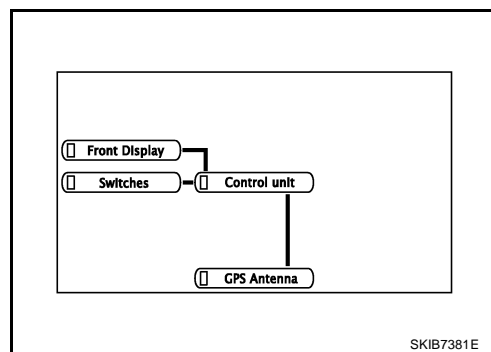 Front Display
Switches
Control unit
GPS Antenna
SKIB7381E